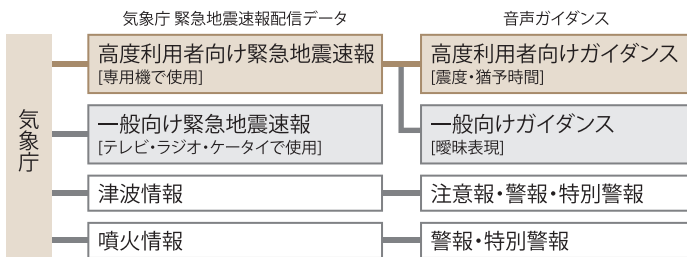 気象庁 緊急地震速報配信データ
音声ガイダンス
気象庁
高度利用者向け緊急地震速報
[専用機で使用]
高度利用者向けガイダンス
[震度・猶予時間]
一般向け緊急地震速報
[テレビ・ラジオ・ケータイで使用]
一般向けガイダンス
[曖昧表現]
津波情報
注意報・警報・特別警報
噴火情報
警報・特別警報